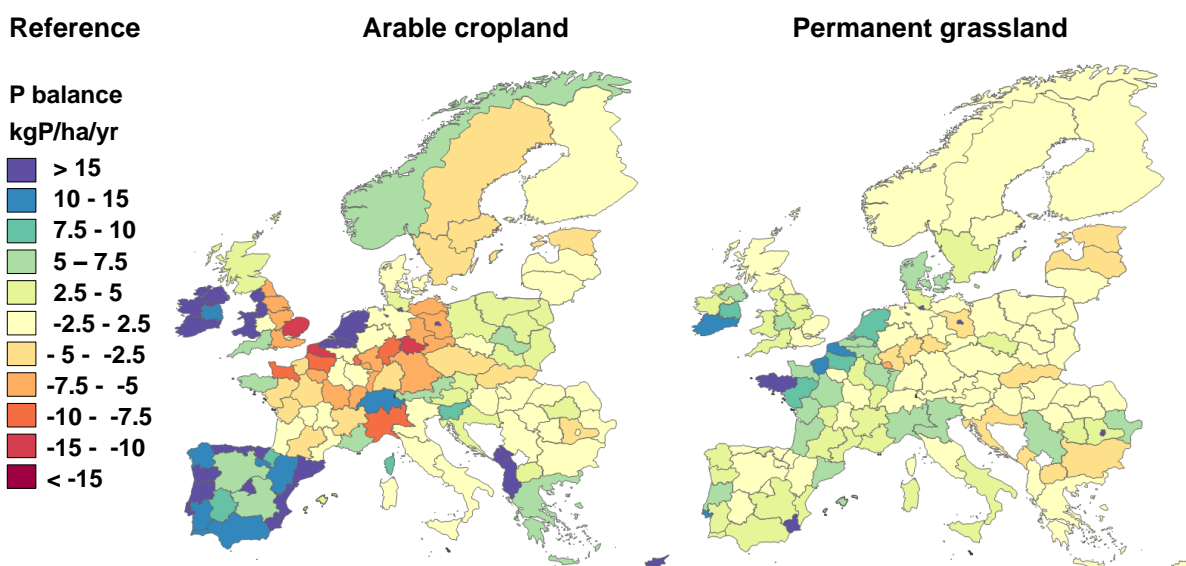 Reference
Arable cropland
Permanent grassland
P balance
kgP/ha/yr
> 15
10 - 15
7.5 - 10
5 – 7.5
2.5 - 5
-2.5 - 2.5
- 5 - -2.5
-7.5 - -5
-10 - -7.5
-15 - -10
< -15